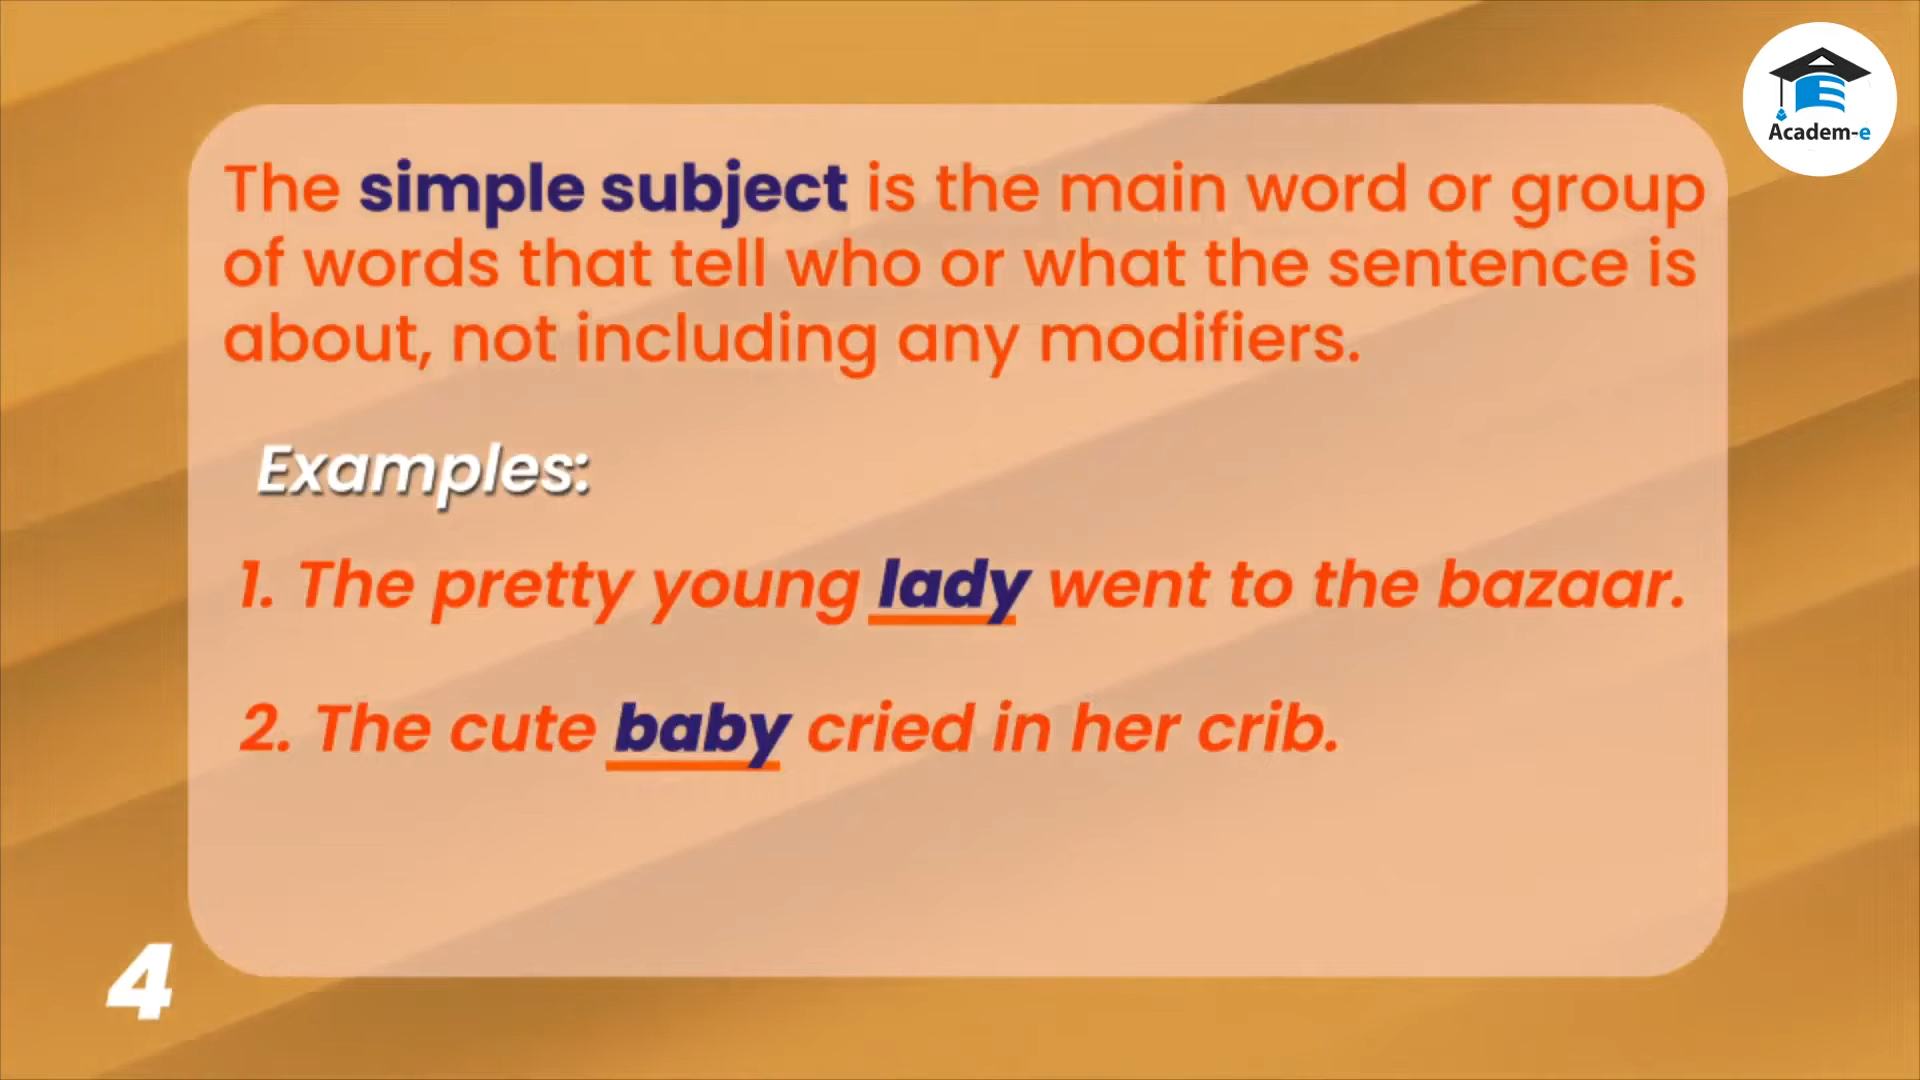 Academ-e
The simple subject is the main word or group
of words that tell who or what the sentence is
about, not including any modifiers.
Examples:
1. The pretty young lady went to the bazaar.
2. The cute baby cried in her crib.
4